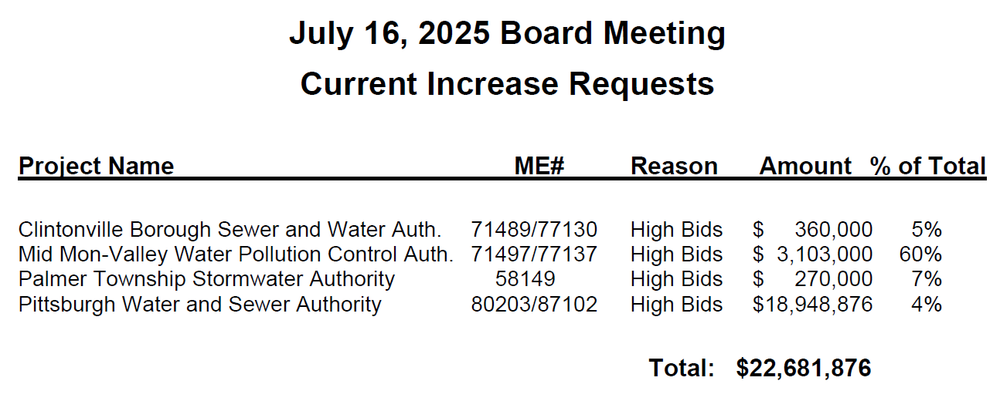 July 16, 2025 Board Meeting
Current Increase Requests
Project Name ME# Reason Amount % of Total
Clintonville Borough Sewer and Water Auth. 71489/77130 High Bids $ 360,000 5%
Mid Mon-Valley Water Pollution Control Auth. 71497/77137 High Bids $ 3,103,000 60%
Palmer Township Stormwater Authority 58149 High Bids $ 270,000 7%
Pittsburgh Water and Sewer Authority 80203/87102 High Bids $18,948,876 4%
Total: $22,681,876